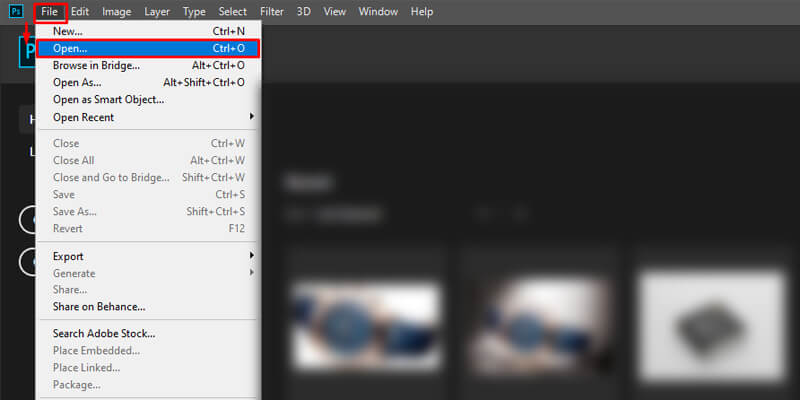 Ps File Edit Image Layer Type Select Filter 3D View Window Help
New... Ctrl+N
Open... Ctrl+O
Browse in Bridge... Alt+Ctrl+O
Open As... Alt+Shift+Ctrl+O
Open as Smart Object...
Open Recent
Close Ctrl+W
Close All Alt+Ctrl+W
Close and Go to Bridge... Shift+Ctrl+W
Save Ctrl+S
Save As... Shift+Ctrl+S
Revert F12
Export
Generate
Share...
Share on Behance...
Search Adobe Stock...
Place Embedded...
Place Linked...
Package...